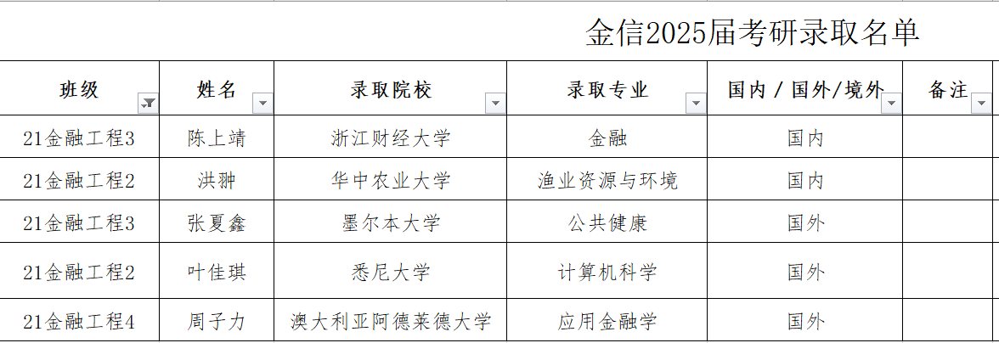 金信2025届考研录取名单
班级 姓名 录取院校 录取专业 国内 / 国外/境外 备注
21金融工程3 陈上靖 浙江财经大学 金融 国内
21金融工程2 洪翀 华中农业大学 渔业资源与环境 国内
21金融工程3 张夏鑫 墨尔本大学 公共健康 国外
21金融工程2 叶佳琪 悉尼大学 计算机科学 国外
21金融工程4 周子力 澳大利亚阿德莱德大学 应用金融学 国外